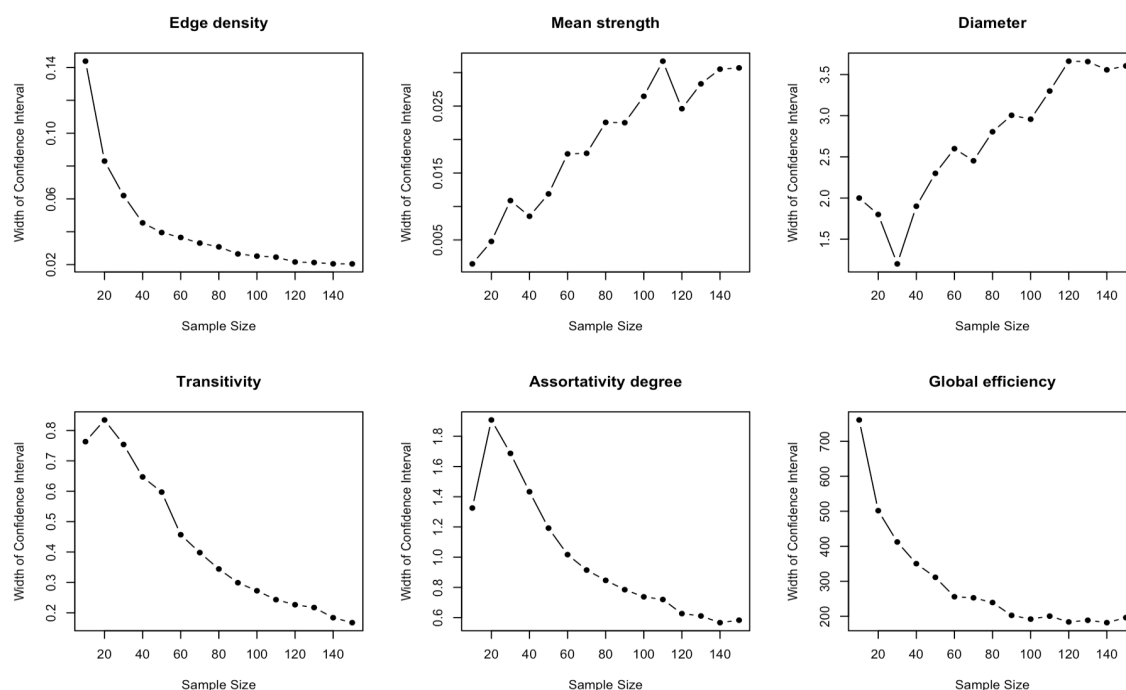 Edge density
Mean strength
Diameter
Width of Confidence Interval
0.02 0.06 0.10 0.14
20 40 60 80 100 120 140
Sample Size
Width of Confidence Interval
0.005 0.015 0.025
20 40 60 80 100 120 140
Sample Size
Width of Confidence Interval
1.5 2.0 2.5 3.0 3.5
20 40 60 80 100 120 140
Sample Size
Transitivity
Assortativity degree
Global efficiency
Width of Confidence Interval
0.2 0.3 0.4 0.5 0.6 0.7 0.8
20 40 60 80 100 120 140
Sample Size
Width of Confidence Interval
0.6 0.8 1.0 1.2 1.4 1.6 1.8
20 40 60 80 100 120 140
Sample Size
Width of Confidence Interval
200 300 400 500 600 700
20 40 60 80 100 120 140
Sample Size